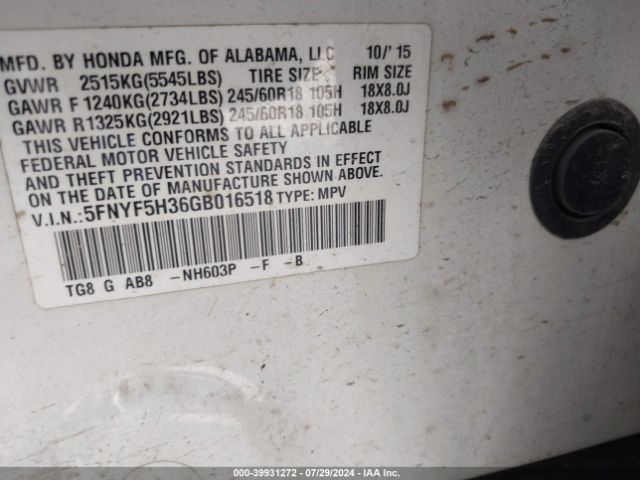 MFD. BY HONDA MFG. OF ALABAMA, LLC 10/'15
GVWR 2515KG(5545LBS) TIRE SIZE RIM SIZE
GAWR F 1240KG(2734LBS) 245/60R18 105H 18X8.0J
GAWR R1325KG(2921LBS) 245/60R18 105H 18X8.0J
THIS VEHICLE CONFORMS TO ALL APPLICABLE
FEDERAL MOTOR VEHICLE SAFETY
AND THEFT PREVENTION STANDARDS IN EFFECT
ON THE DATE OF MANUFACTURE SHOWN ABOVE.
V.I.N.:5FNYF5H36GB016518 TYPE: MPV
TG8 G AB8 -NH603P -F -B
000-39931272 - 07/29/2024 - IAA Inc.